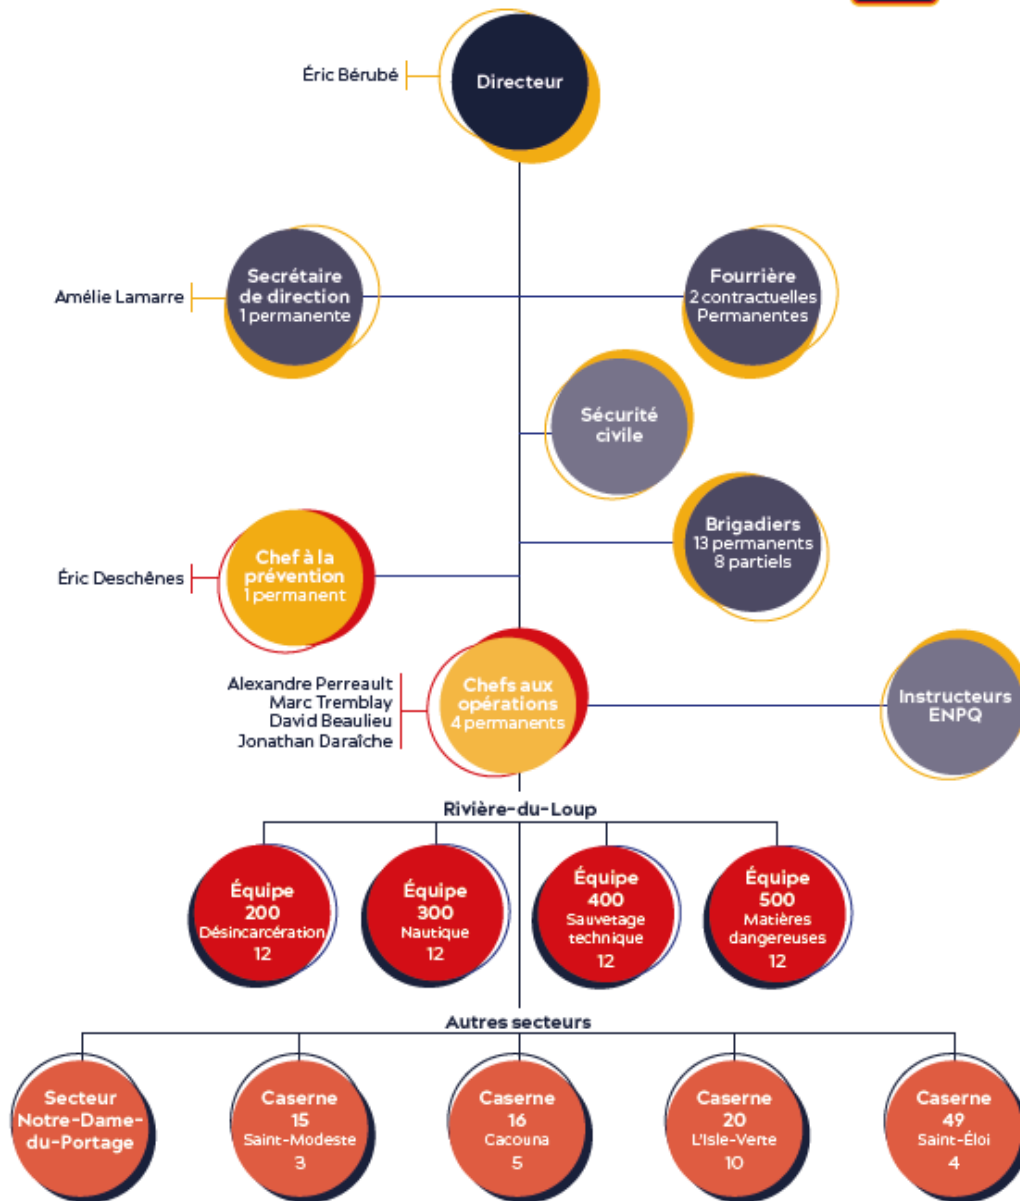 Éric Bérubé
Directeur
Secrétaire
de direction
1 permanente
Amélie Lamarre
Fourrière
2 contractuelles
Permanentes
Sécurité
civile
Brigadiers
13 permanents
8 partiels
Chef à la
prévention
1 permanent
Éric Deschênes
Alexandre Perreault
Marc Tremblay
David Beaulieu
Jonathan Daraîche
Chefs aux
opérations
4 permanents
Instructeurs
ENPQ
Rivière-du-Loup
Équipe
200
Désincarcération
12
Équipe
300
Nautique
12
Équipe
400
Sauvetage
technique
12
Équipe
500
Matières
dangereuses
12
Autres secteurs
Secteur
Notre-Dame-
du-Portage
Caserne
15
Saint-Modeste
3
Caserne
16
Cacouna
5
Caserne
20
L'Isle-Verte
10
Caserne
49
Saint-Éloi
4